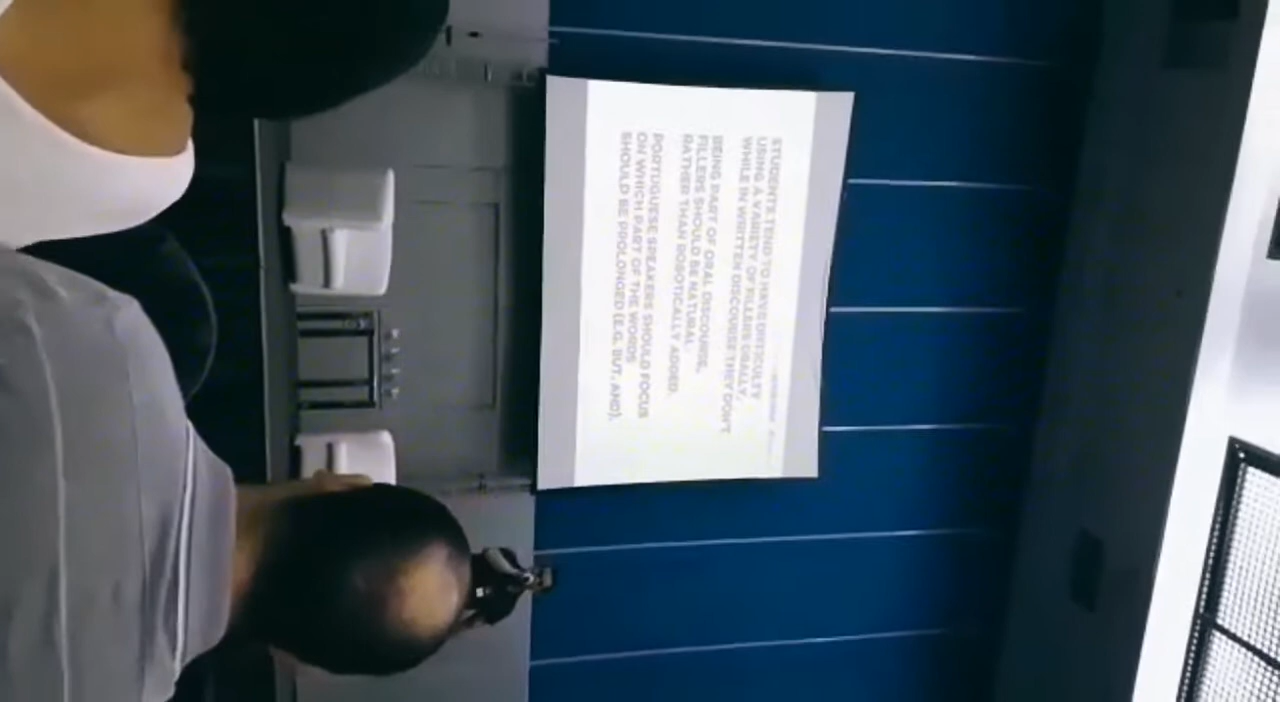 STUDENTS TEND TO HAVE DIFFICULTY
USING A VARIETY OF FILLERS ORALLY,
WHILE IN WRITTEN DISCOURSE THEY DON'T.
BEING PART OF ORAL DISCOURSE,
FILLERS SHOULD BE NATURAL
RATHER THAN ROBOTICALLY ADDED.
PORTUGUESE SPEAKERS SHOULD FOCUS
ON WHICH PART OF THE WORDS
SHOULD BE PROLONGED (E.G. BUT, AND).